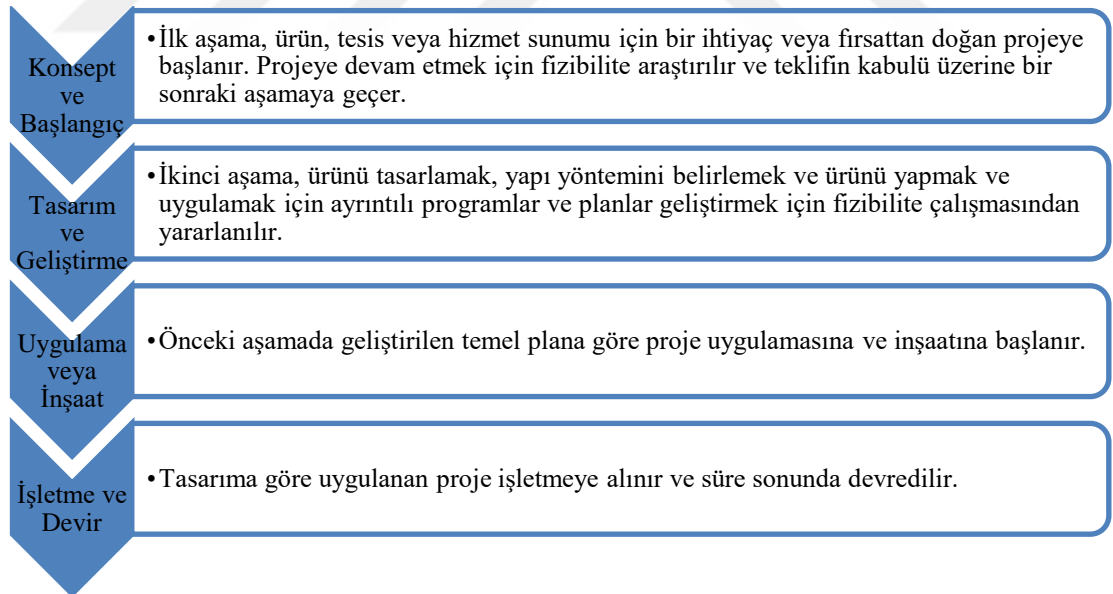 Konsept
ve
Başlangıç
•İlk aşama, ürün, tesis veya hizmet sunumu için bir ihtiyaç veya fırsattan doğan projeye
başlanır. Projeye devam etmek için fizibilite araştırılır ve teklifin kabulü üzerine bir
sonraki aşamaya geçer.
Tasarım
ve
Geliştirme
•İkinci aşama, ürünü tasarlamak, yapı yöntemini belirlemek ve ürünü yapmak ve
uygulamak için ayrıntılı programlar ve planlar geliştirmek için fizibilite çalışmasından
yararlanılır.
Uygulama
veya
İnşaat
•Önceki aşamada geliştirilen temel plana göre proje uygulamasına ve inşaatına başlanır.
İşletme ve
Devir
•Tasarıma göre uygulanan proje işletmeye alınır ve süre sonunda devredilir.